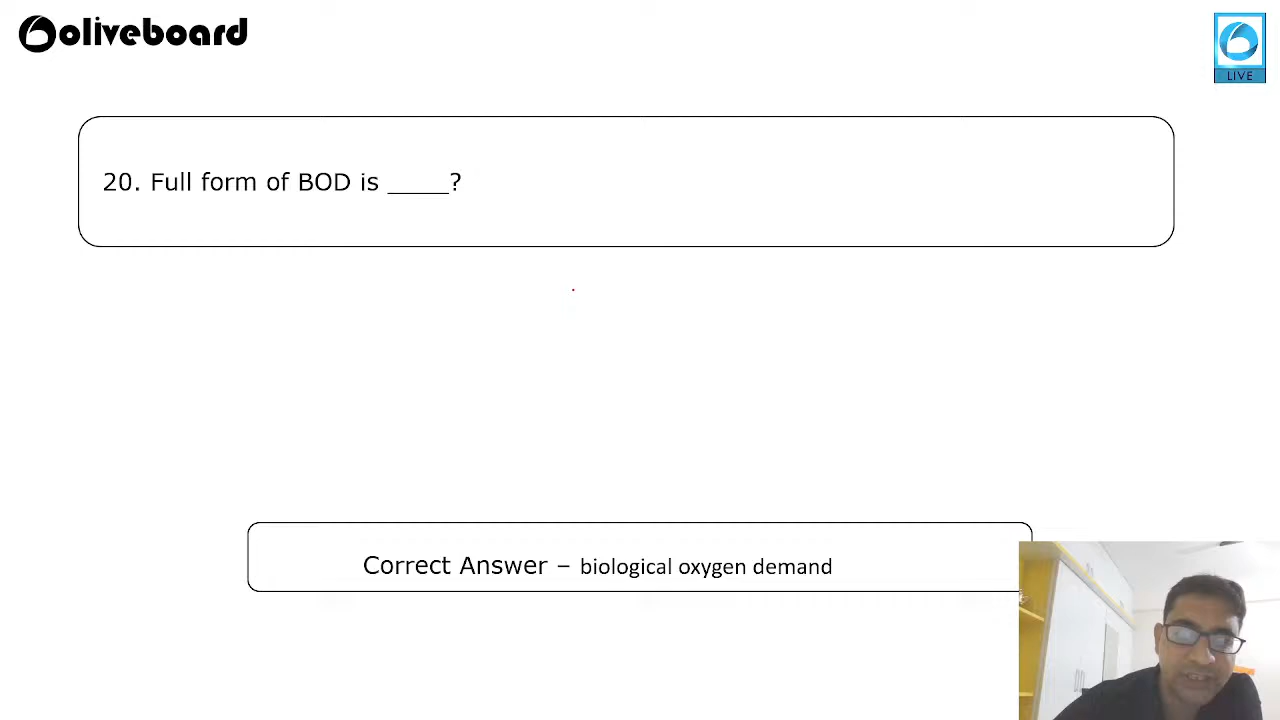 oliveboard
LIVE
20. Full form of BOD is _____?
Correct Answer – biological oxygen demand